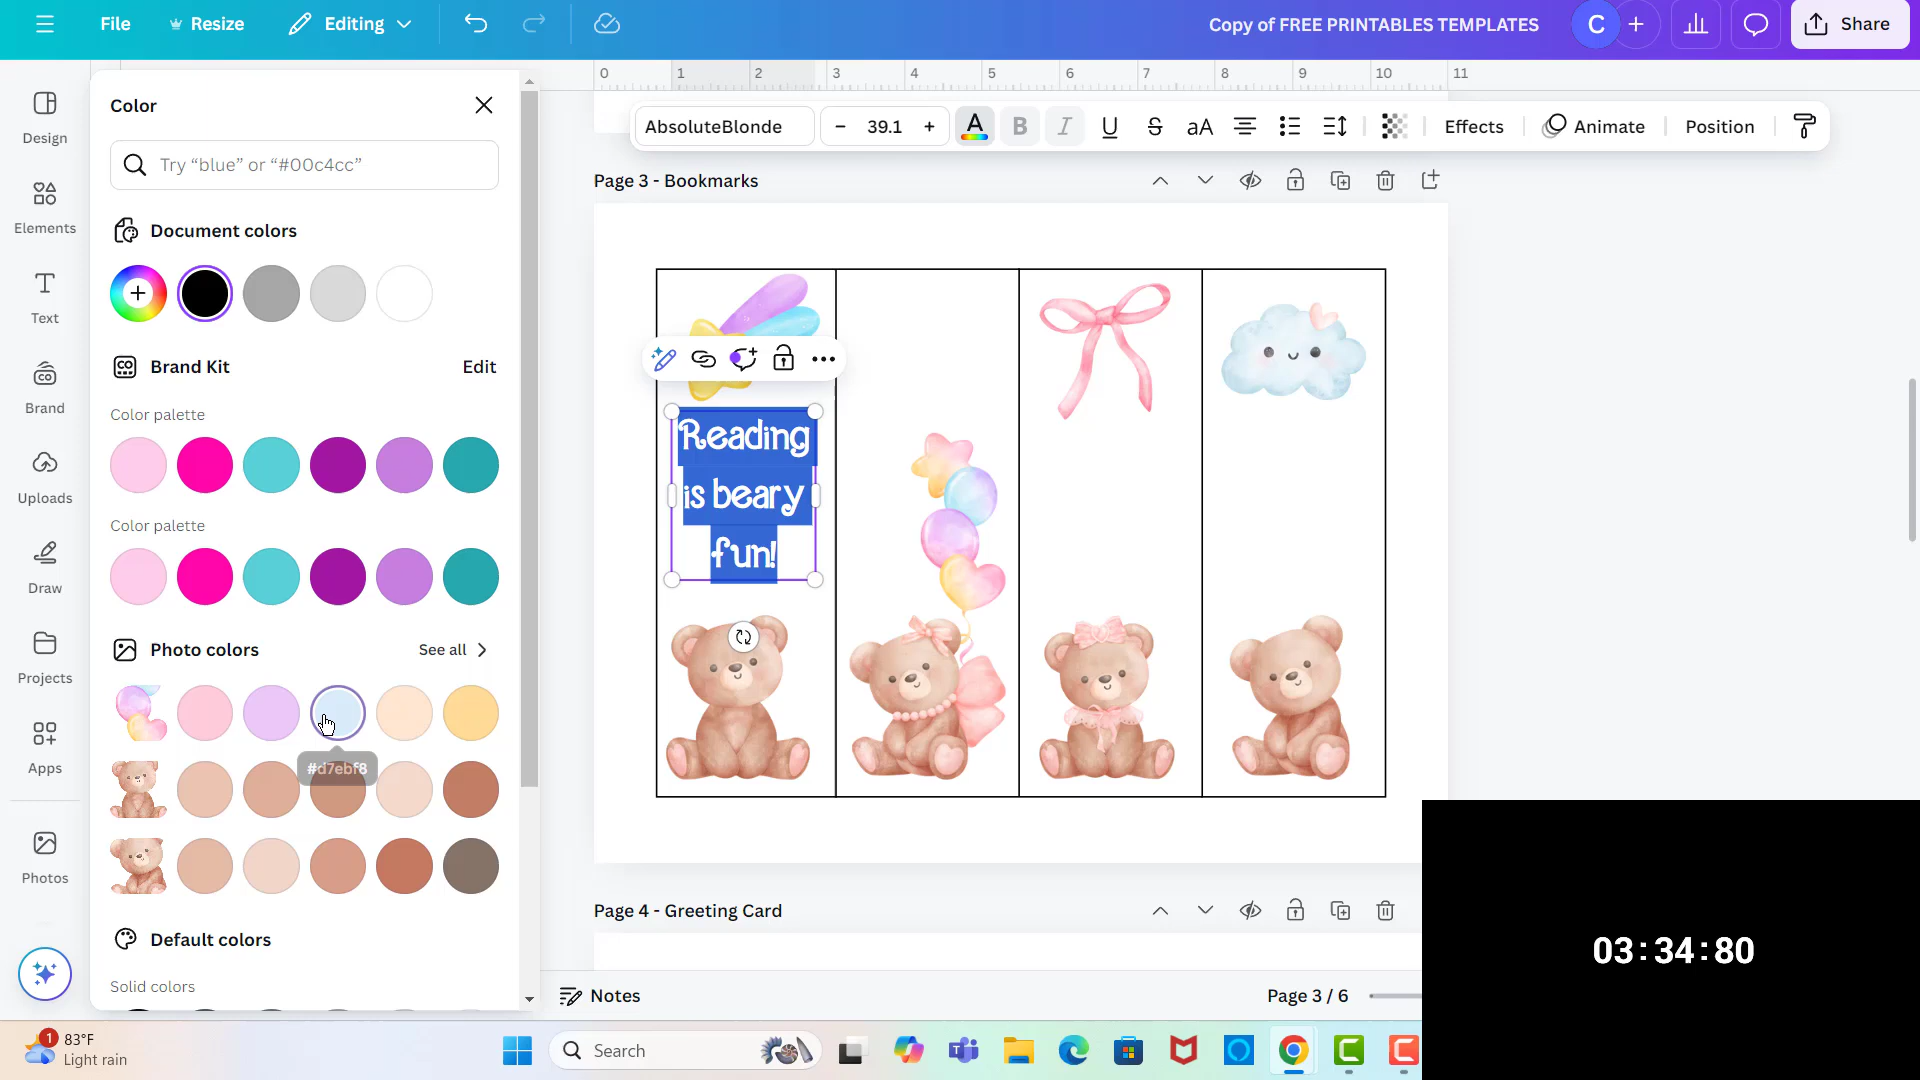 File
Resize
Editing
Copy of FREE PRINTABLES TEMPLATES
C
Share
Design
Elements
Text
Brand
Uploads
Draw
Projects
Apps
Photos
Color
Try “blue” or “#00c4cc”
Document colors
Brand Kit
Edit
Color palette
Color palette
Photo colors
See all
#d7ebf8
Default colors
Solid colors
0 1 2 3 4 5 6 7 8 9 10 11
AbsoluteBlonde
– 39.1 +
A B I U S aA
Effects
Animate
Position
Page 3 - Bookmarks
Reading
is beary
fun!
Page 4 - Greeting Card
Notes
Page 3 / 6
03:34:80
1
83°F
Light rain
Search